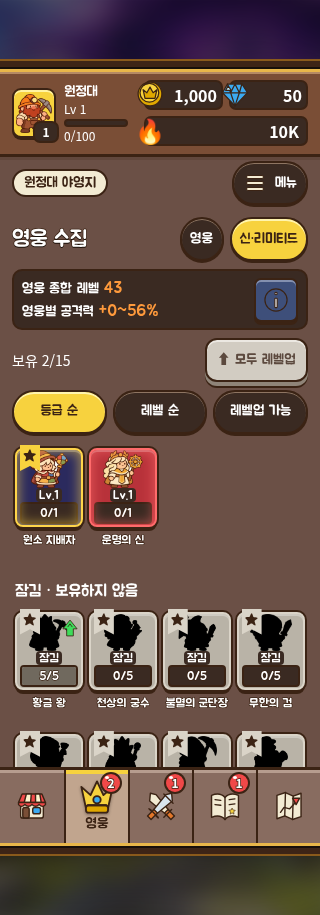 원정대
Lv 1
1
0/100
1,000
50
10K
원정대 야영지
메뉴
영웅 수집
영웅
신·리미티드
영웅 종합 레벨 43
영웅별 공격력 +0~56%
보유 2/15
모두 레벨업
등급 순
레벨 순
레벨업 가능
Lv.1
Lv.1
0/1
0/1
원소 지배자
운명의 신
잠김 · 보유하지 않음
잠김
잠김
잠김
잠김
5/5
0/5
0/5
0/5
황금 왕
천상의 궁수
불멸의 군단장
무한의 검
2
1
1
영웅